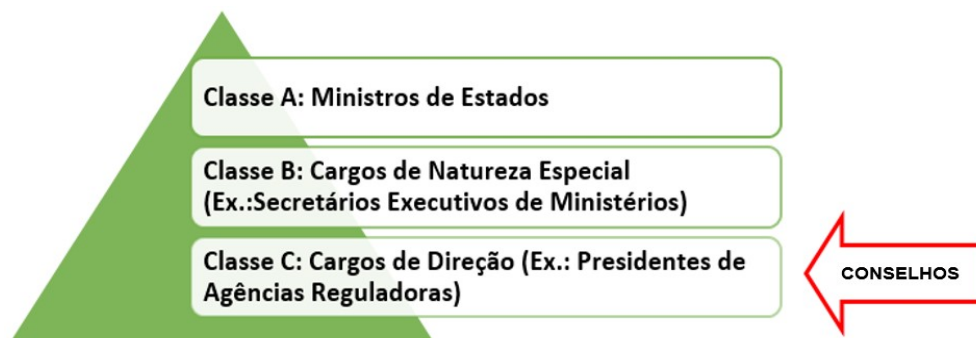 Classe A: Ministros de Estados
Classe B: Cargos de Natureza Especial
(Ex.:Secretários Executivos de Ministérios)
Classe C: Cargos de Direção (Ex.: Presidentes de
Agências Reguladoras)
CONSELHOS